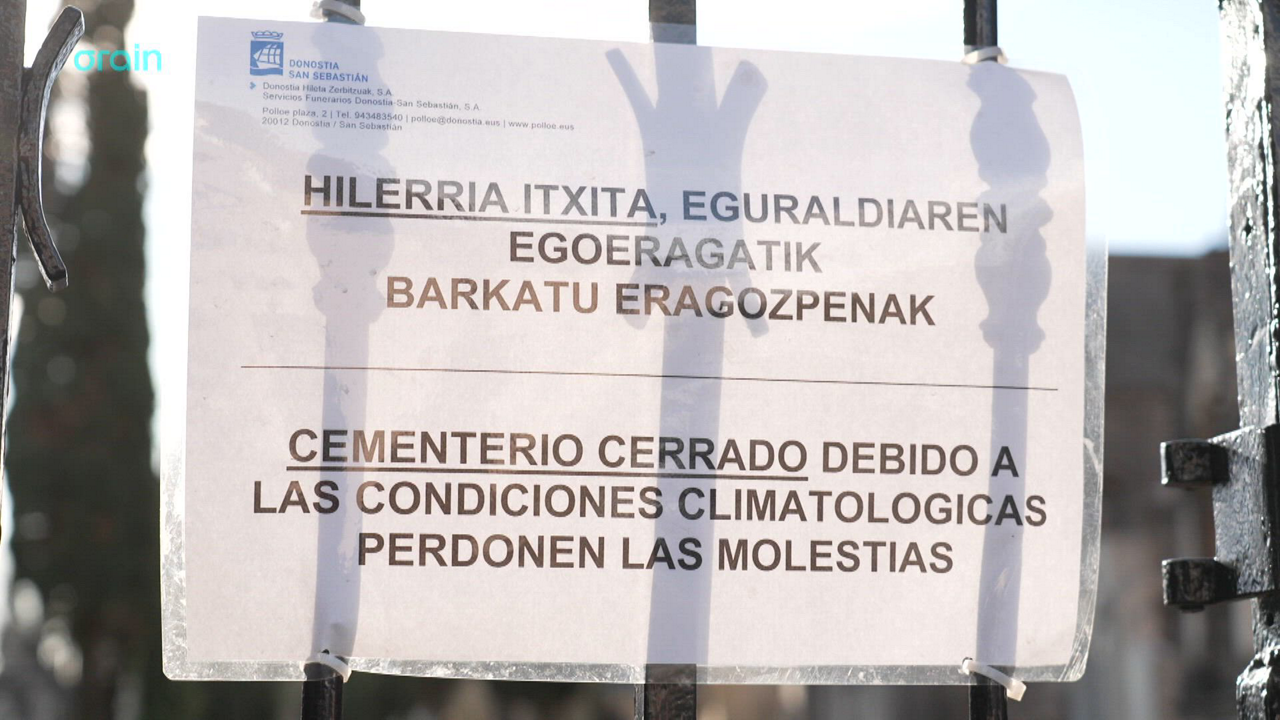 orain
DONOSTIA
SAN SEBASTIÁN
Donostia Hileta Zerbitzuak, S.A.
Servicios Funerarios Donostia-San Sebastián, S.A.
Polloe plaza, 2 | Tel. 943483540 | polloe@donostia.eus | www.polloe.eus
20012 Donostia / San Sebastián
HILERRIA ITXITA, EGURALDIAREN
EGOERAGATIK
BARKATU ERAGOZPENAK
CEMENTERIO CERRADO DEBIDO A
LAS CONDICIONES CLIMATOLOGICAS
PERDONEN LAS MOLESTIAS